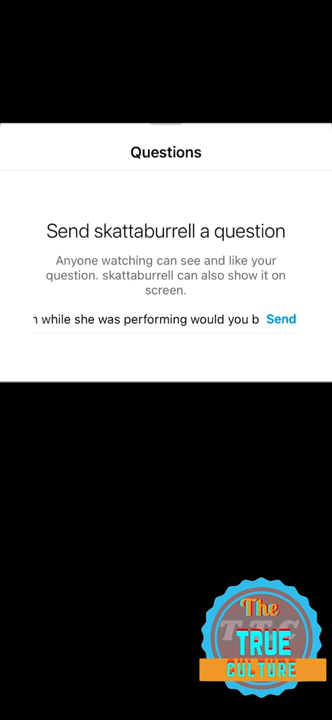 Questions
Send skattaburrell a question
Anyone watching can see and like your
question. skattaburrell can also show it on
screen.
while she was performing would you b Send
The
T.T.C
TRUE
CULTURE